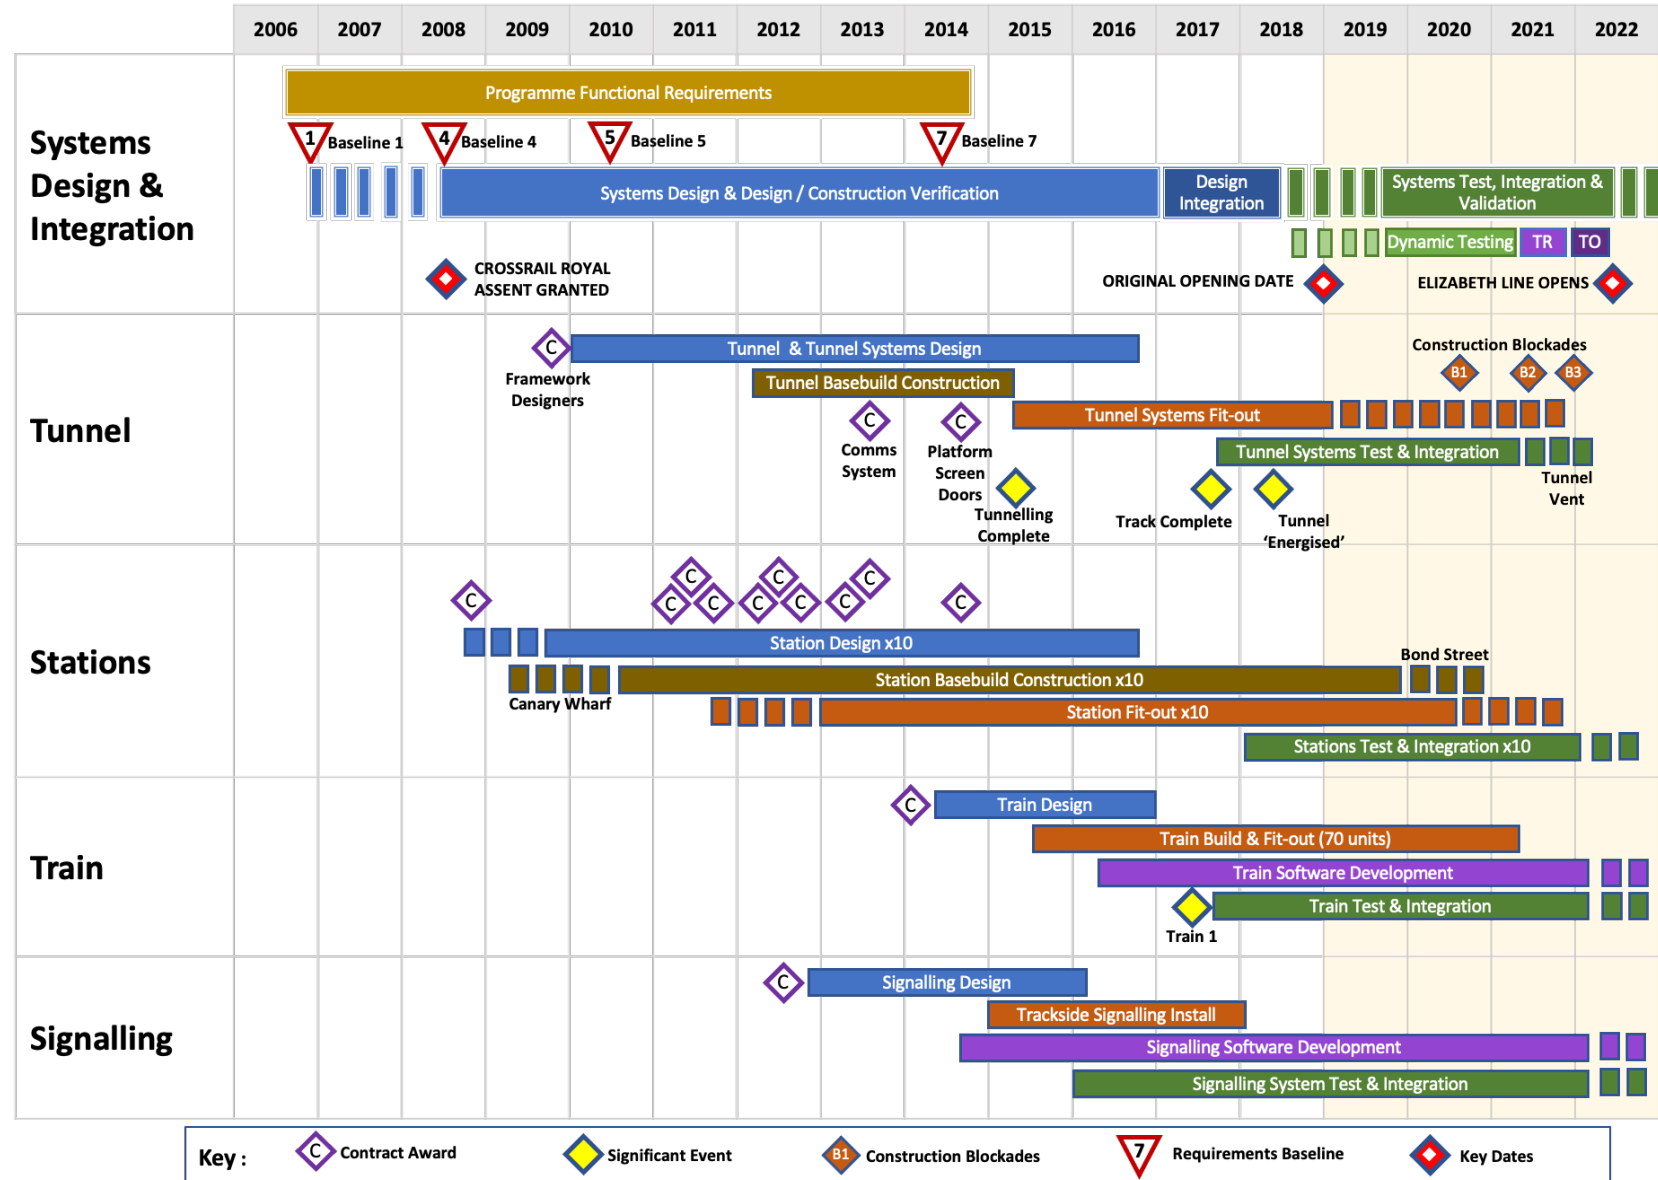 2006 2007 2008 2009 2010 2011 2012 2013 2014 2015 2016 2017 2018 2019 2020 2021 2022
Systems
Design &
Integration
Programme Functional Requirements
1 Baseline 1 4 Baseline 4 5 Baseline 5 7 Baseline 7
Systems Design & Design / Construction Verification
Design
Integration
Systems Test, Integration &
Validation
Dynamic Testing TR TO
CROSSRAIL ROYAL
ASSENT GRANTED
ORIGINAL OPENING DATE
ELIZABETH LINE OPENS
Tunnel
C
Framework
Designers
Tunnel & Tunnel Systems Design
Construction Blockades
B1 B2 B3
Tunnel Basebuild Construction
Tunnel Systems Fit-out
C
Comms
System
C
Platform
Screen
Doors
Tunnel Systems Test & Integration
Tunnel
Vent
Tunnelling
Complete
Track Complete
Tunnel
‘Energised’
Stations
C C C C C C C C C C
Station Design x10
Bond Street
Station Basebuild Construction x10
Canary Wharf
Station Fit-out x10
Stations Test & Integration x10
Train
C Train Design
Train Build & Fit-out (70 units)
Train Software Development
Train Test & Integration
Train 1
Signalling
C Signalling Design
Trackside Signalling Install
Signalling Software Development
Signalling System Test & Integration
Key : C Contract Award Significant Event B1 Construction Blockades 7 Requirements Baseline Key Dates